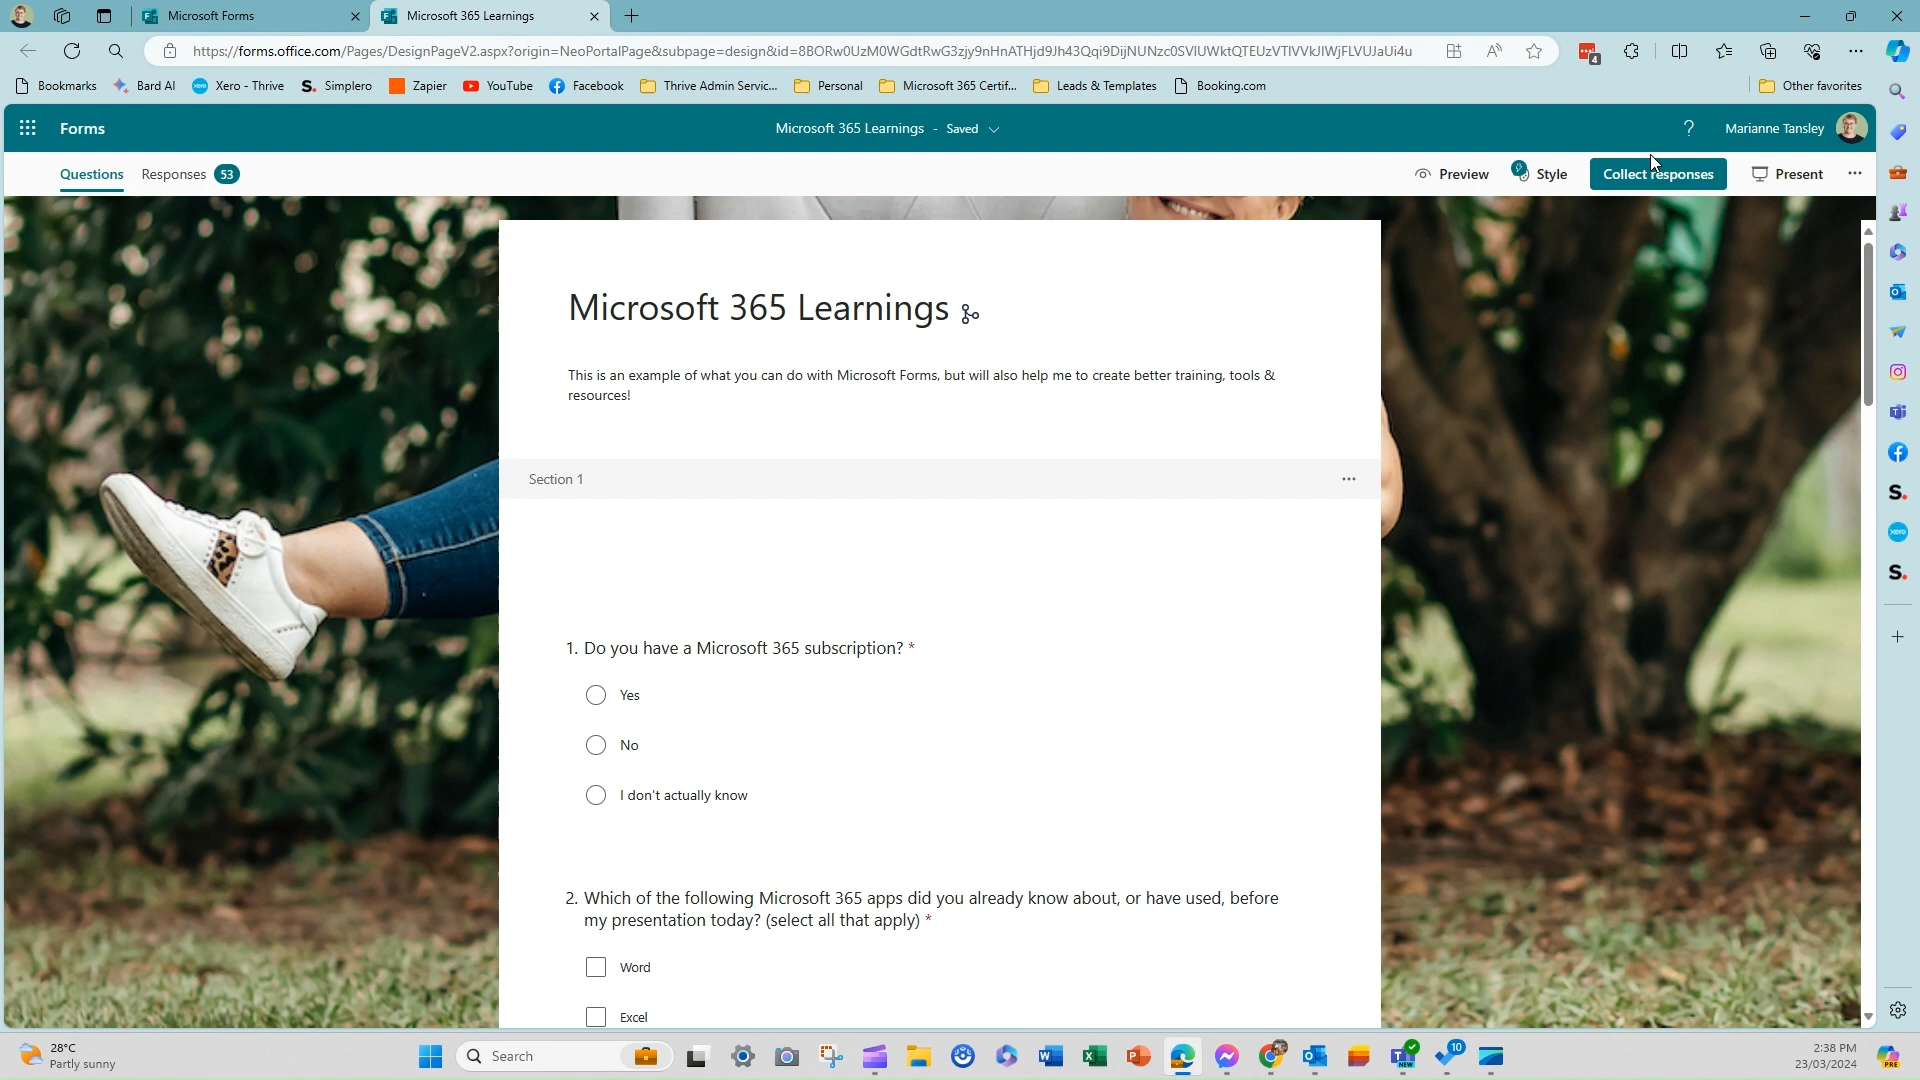 Microsoft Forms
Microsoft 365 Learnings
https://forms.office.com/Pages/DesignPageV2.aspx?origin=NeoPortalPage&subpage=design&id=8BORw0UzM0WGdtRwG3zjy9nHnATHjd9Jh43Qqi9DijNUNzc0SVlUWktQTEUzVTlVVkJIWjFLVUJaUi4u
4
Bookmarks
Bard AI
Xero - Thrive
Simplero
Zapier
YouTube
Facebook
Thrive Admin Servic...
Personal
Microsoft 365 Certif...
Leads & Templates
Booking.com
Other favorites
Forms
Microsoft 365 Learnings - Saved
?
Marianne Tansley
Questions
Responses 53
Preview
Style
Collect responses
Present
Microsoft 365 Learnings
This is an example of what you can do with Microsoft Forms, but will also help me to create better training, tools &
resources!
Section 1
1. Do you have a Microsoft 365 subscription? *
Yes
No
I don't actually know
2. Which of the following Microsoft 365 apps did you already know about, or have used, before
my presentation today? (select all that apply) *
Word
Excel
28°C
Partly sunny
Search
NEW
10
2:38 PM
23/03/2024
PRE